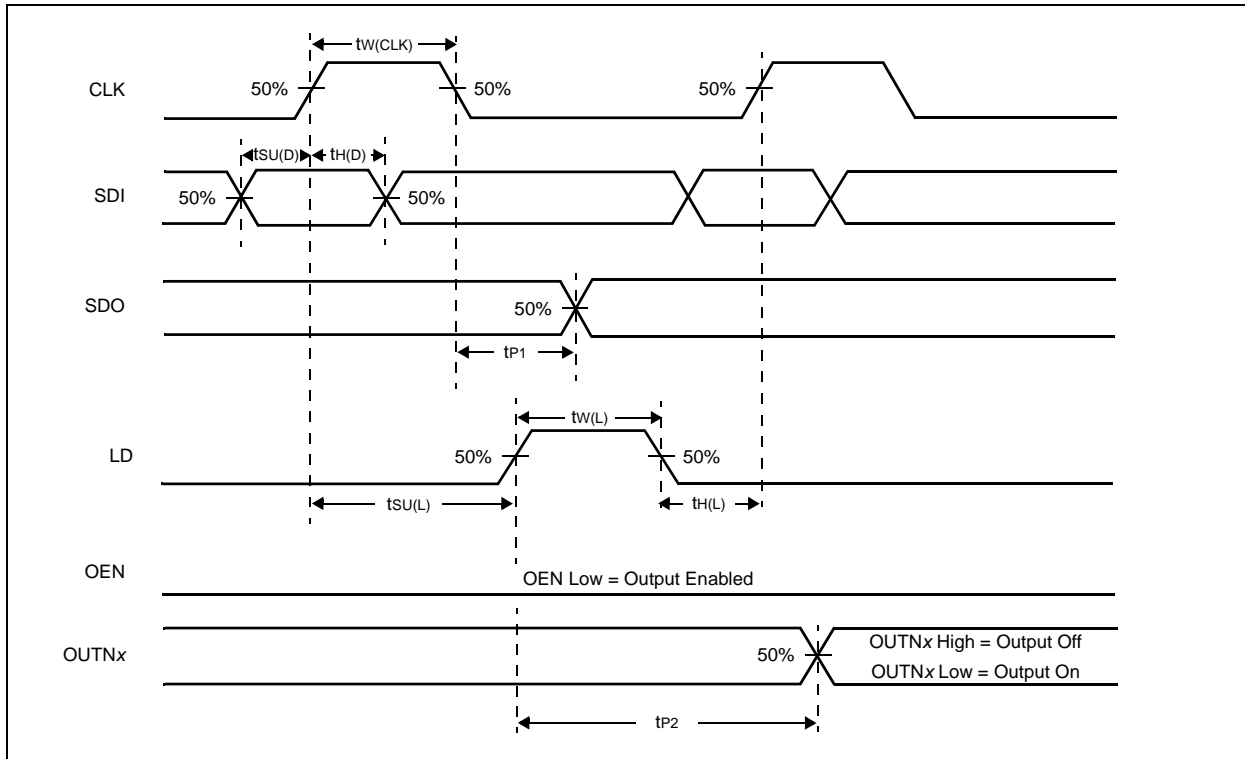 tW(CLK)
CLK
50%
50%
50%
tSU(D)
tH(D)
SDI
50%
50%
SDO
50%
tP1
tW(L)
LD
50%
50%
tSU(L)
tH(L)
OEN
OEN Low = Output Enabled
OUTNx
50%
OUTNx High = Output Off
OUTNx Low = Output On
tP2